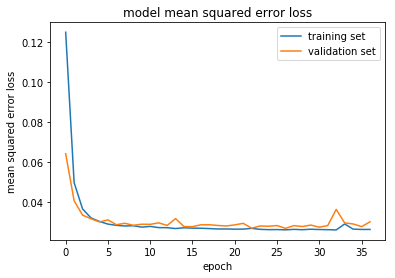 model mean squared error loss
training set
validation set
mean squared error loss
0.12
0.10
0.08
0.06
0.04
0 5 10 15 20 25 30 35
epoch